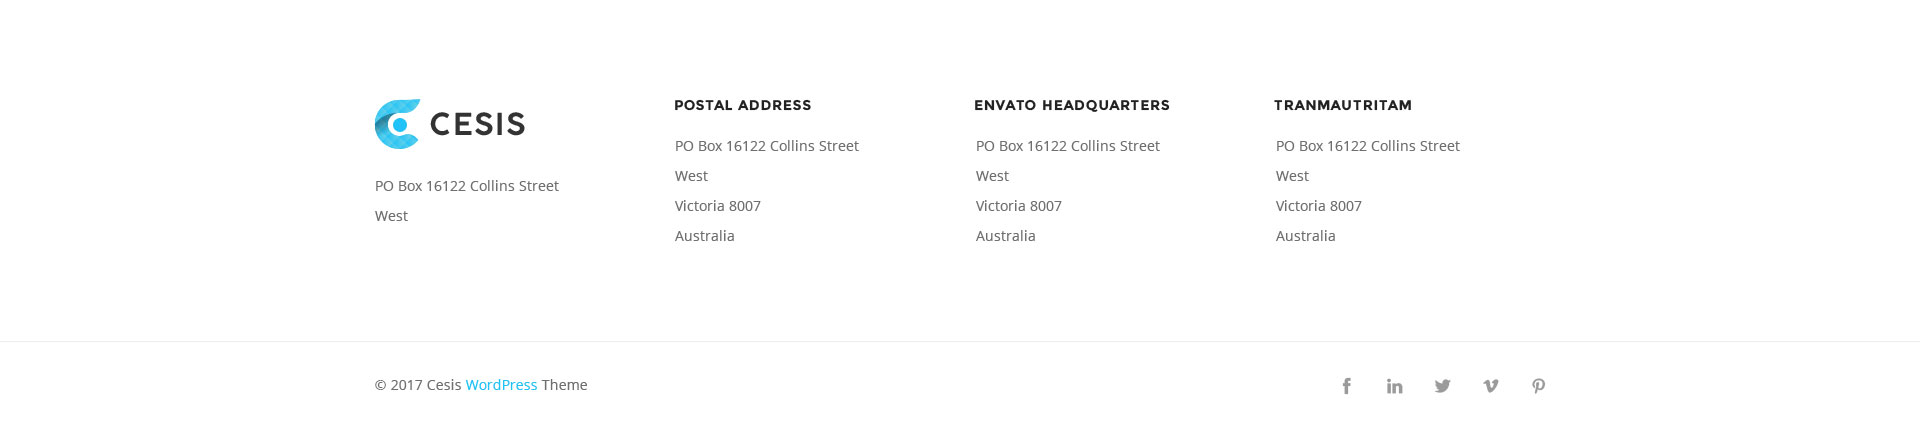 CESIS
PO Box 16122 Collins Street
West
POSTAL ADDRESS
PO Box 16122 Collins Street
West
Victoria 8007
Australia
ENVATO HEADQUARTERS
PO Box 16122 Collins Street
West
Victoria 8007
Australia
TRANMAUTRITAM
PO Box 16122 Collins Street
West
Victoria 8007
Australia
© 2017 Cesis WordPress Theme